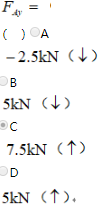 F_Ay =
( ) A
−2.5kN (↓)
B
5kN (↓)
C
7.5kN (↑)
D
5kN (↑).